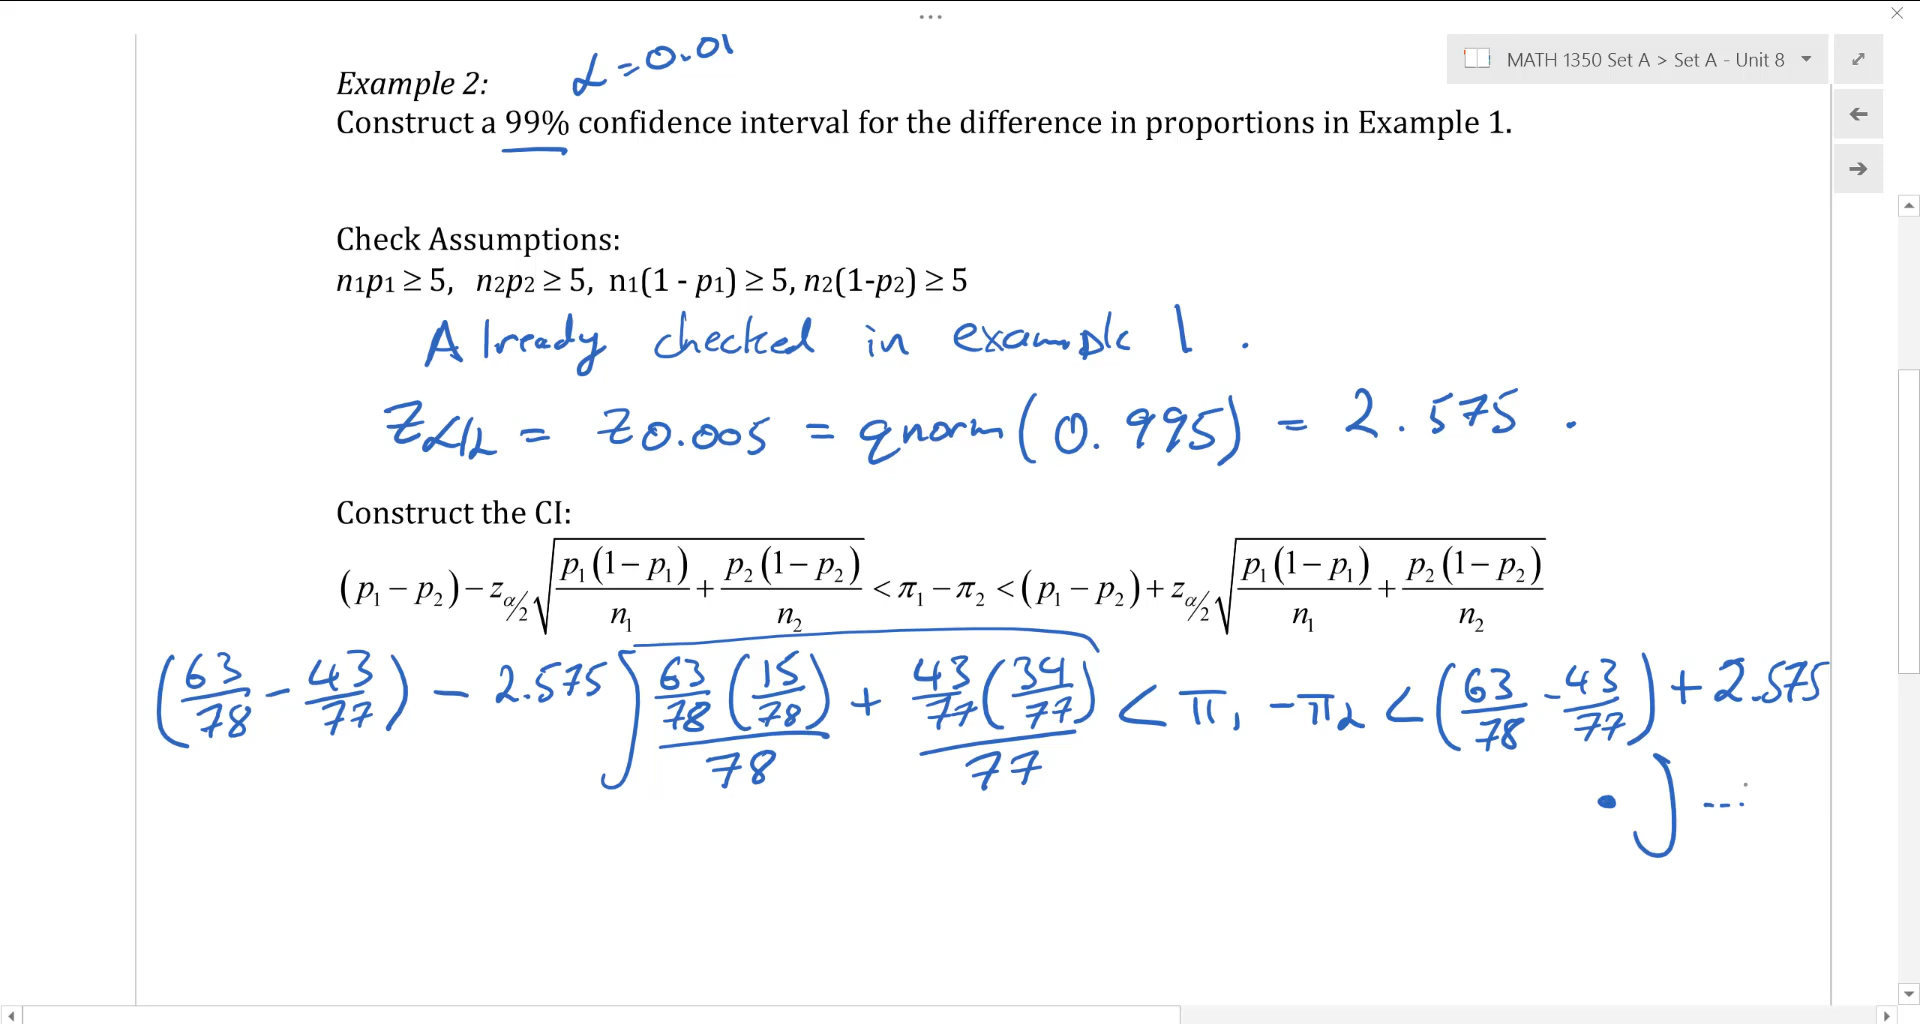 α = 0.01
MATH 1350 Set A > Set A - Unit 8
Example 2:
Construct a 99% confidence interval for the difference in proportions in Example 1.
Check Assumptions:
n1p1 ≥ 5, n2p2 ≥ 5, n1(1 - p1) ≥ 5, n2(1-p2) ≥ 5
Already checked in example 1.
Zα/2 = Z0.005 = qnorm(0.995) = 2.575.
Construct the CI:
(p₁ − p₂) − z_{α/2} √(p₁(1 − p₁)/n₁ + p₂(1 − p₂)/n₂) < π₁ − π₂ < (p₁ − p₂) + z_{α/2} √(p₁(1 − p₁)/n₁ + p₂(1 − p₂)/n₂)
(63/78 - 43/77) - 2.575 √(63/78 (15/78)/78 + 43/77 (34/77)/77) < π₁ - π₂ < (63/78 - 43/77) + 2.575
• √ ...